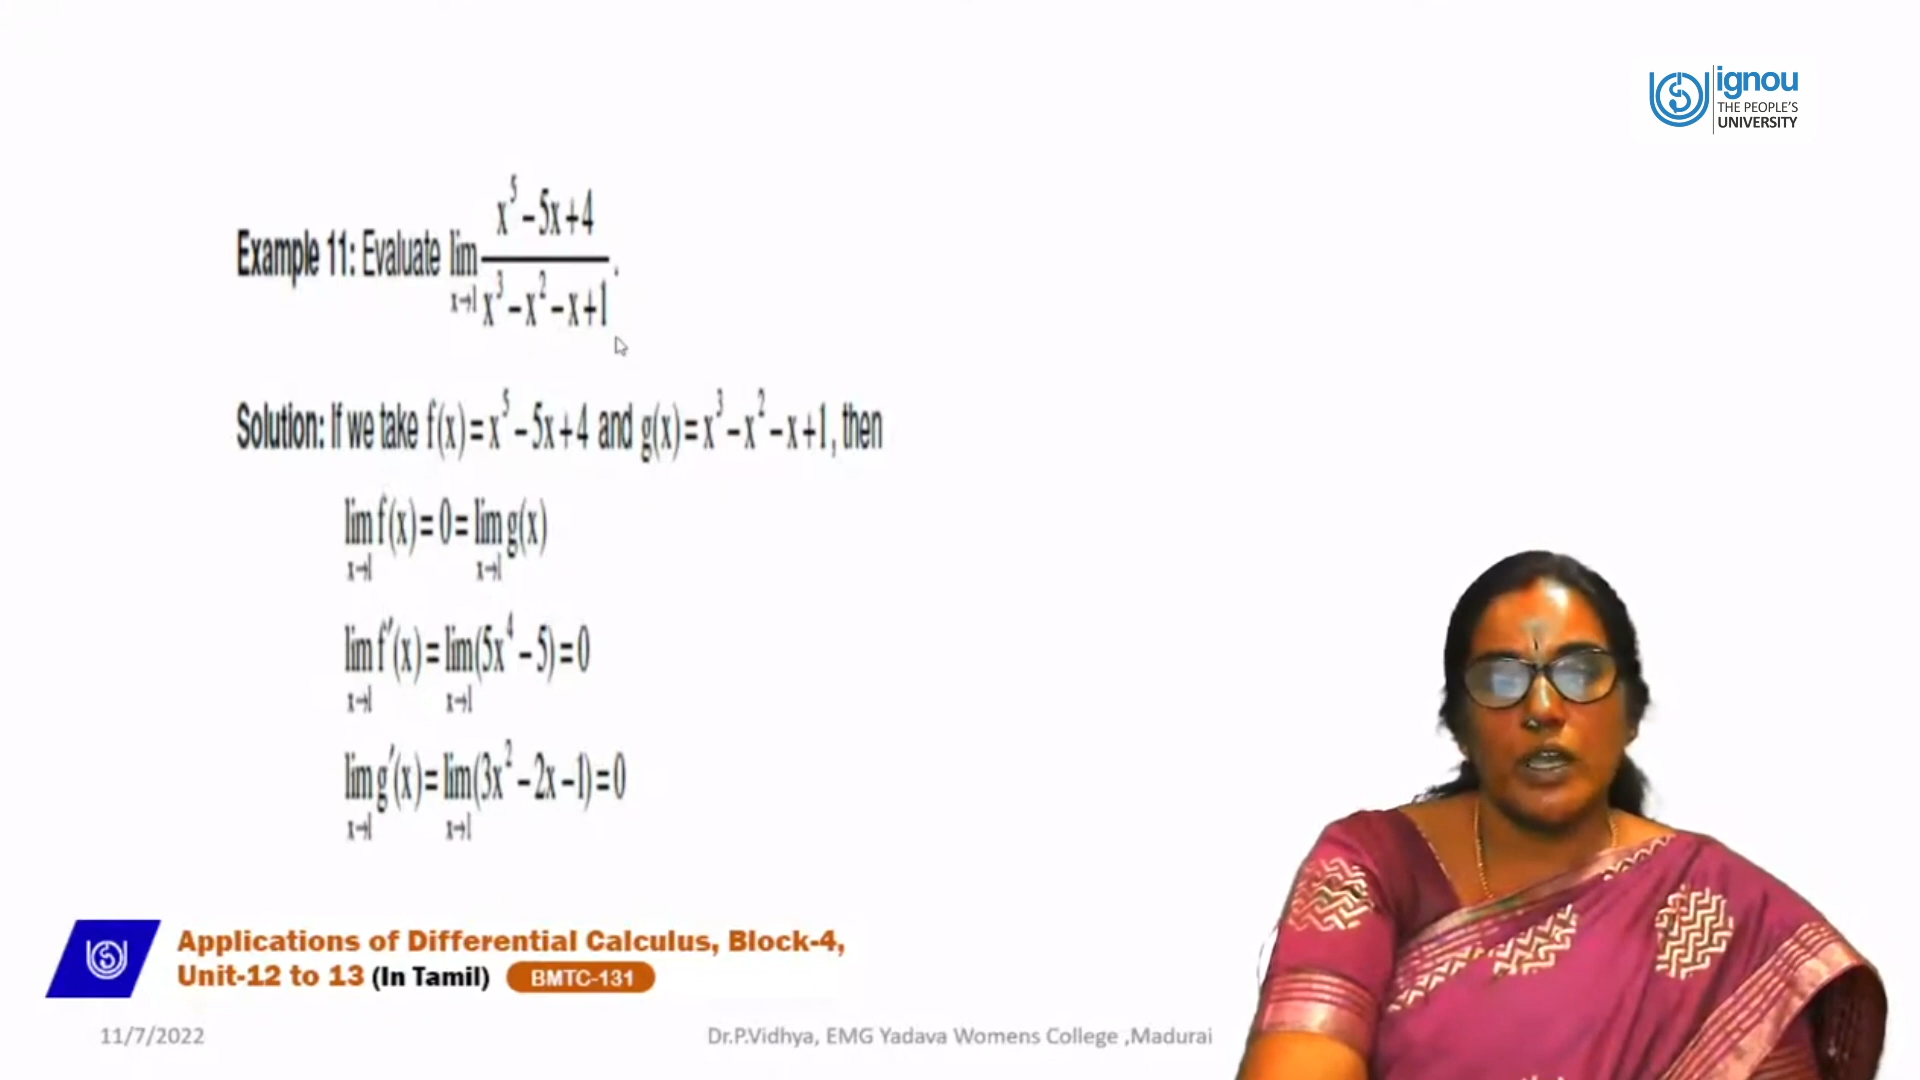 ignou
THE PEOPLE'S
UNIVERSITY
Example 11: Evaluate lim x→1 (x^5 − 5x + 4)/(x^3 − x^2 − x + 1).
Solution: If we take f(x) = x^5 − 5x + 4 and g(x) = x^3 − x^2 − x + 1, then
lim x→1 f(x) = 0 = lim x→1 g(x)
lim x→1 f′(x) = lim x→1 (5x^4 − 5) = 0
lim x→1 g′(x) = lim x→1 (3x^2 − 2x − 1) = 0
Applications of Differential Calculus, Block-4,
Unit-12 to 13 (In Tamil) BMTC-131
11/7/2022 Dr.P.Vidhya, EMG Yadava Womens College ,Madurai